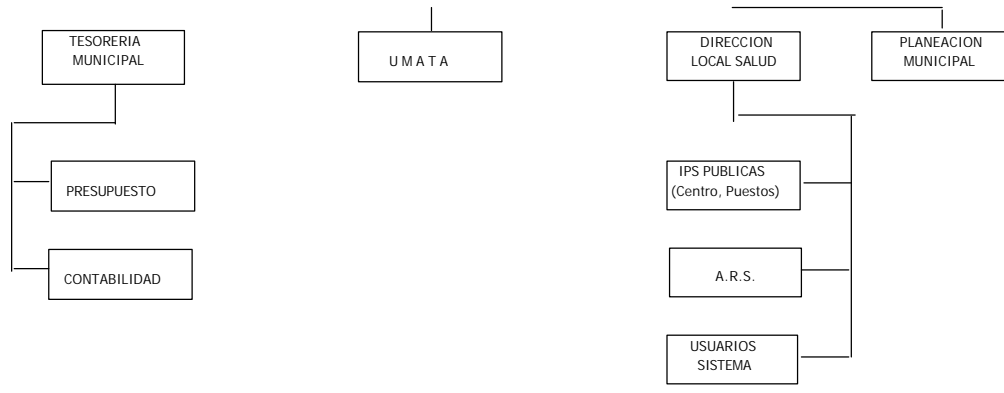 TESORERIA
MUNICIPAL
U M A T A
DIRECCION
LOCAL SALUD
PLANEACION
MUNICIPAL
PRESUPUESTO
CONTABILIDAD
IPS PUBLICAS
(Centro, Puestos)
A.R.S.
USUARIOS
SISTEMA